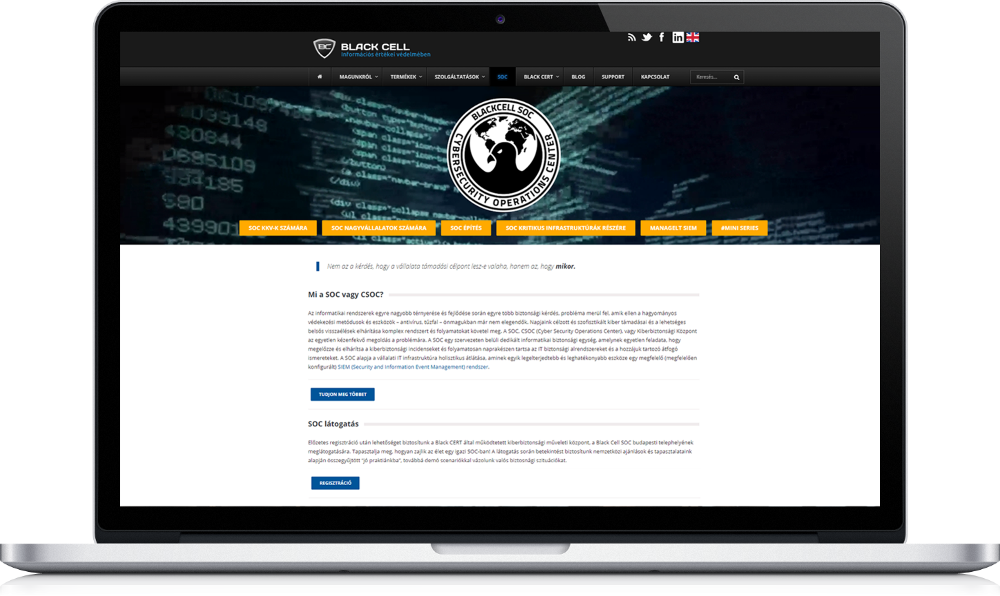 BC BLACK CELL
Információs értékei védelmében
MAGUNKRÓL TERMÉKEK SZOLGÁLTATÁSOK SOC BLACK CERT BLOG SUPPORT KAPCSOLAT Keresés...
BLACKCELL SOC
CYBERSECURITY OPERATIONS CENTER
4099148
490844
0695109
994185
590
</div>
</button>
SOC KKV-K SZÁMÁRA SOC NAGYVÁLLALATOK SZÁMÁRA SOC ÉPÍTÉS SOC KRITIKUS INFRASTRUKTÚRÁK RÉSZÉRE MANAGELT SIEM #MINI SERIES
Nem az a kérdés, hogy a vállalata támadási célpont lesz-e valaha, hanem az, hogy mikor.
Mi a SOC vagy CSOC?
Az informatikai rendszerek egyre nagyobb térnyerése és fejlődése során egyre több biztonsági kérdés, probléma merül fel, amik ellen a hagyományos
védekezési metódusok és eszközök – antivírus, tűzfal – önmagukban már nem elegendők. Napjaink célzott és szofisztikált kiber támadásai és a lehetséges
belsős visszaélések elhárítása komplex rendszert és folyamatokat követel meg. A SOC, CSOC (Cyber Security Operations Center), vagy Kiberbiztonsági Központ
az egyetlen kézenfekvő megoldás a problémára. A SOC egy szervezeten belüli dedikált informatikai biztonsági egység, amelynek egyetlen feladata, hogy
megelőzze és elhárítsa a kiberbiztonsági incidenseket és folyamatosan naprakészen tartsa az IT biztonsági alrendszereket és a hozzájuk tartozó átfogó
ismereteket. A SOC alapja a vállalati IT infrastruktúra holisztikus átlátása, aminek egyik legelterjedtebb és leghatékonyabb eszköze egy megfelelő (megfelelően
konfigurált) SIEM (Security and Information Event Management) rendszer.
TUDJON MEG TÖBBET
SOC látogatás
Előzetes regisztráció után lehetőséget biztosítunk a Black CERT által működtetett kiberbiztonsági műveleti központ, a Black Cell SOC budapesti telephelyének
meglátogatására. Tapasztalja meg, hogyan zajlik az élet egy igazi SOC-ban! A látogatás során betekintést biztosítunk nemzetközi ajánlások és tapasztalataink
alapján összegyűjtött "jó praktiánkba", továbbá demó scenariókkal vázolunk valós biztosnági szituációkat.
REGISZTRÁCIÓ